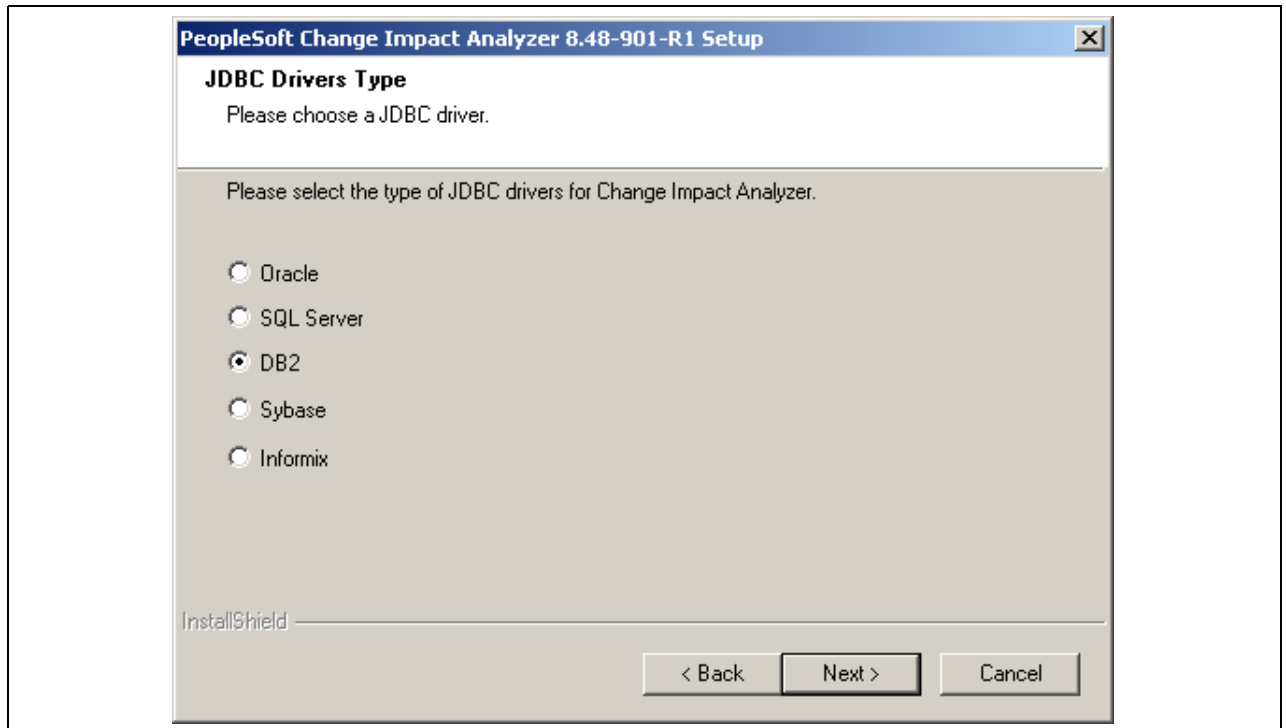 PeopleSoft Change Impact Analyzer 8.48-901-R1 Setup
JDBC Drivers Type
Please choose a JDBC driver.
Please select the type of JDBC drivers for Change Impact Analyzer.
Oracle
SQL Server
DB2
Sybase
Informix
InstallShield
< Back
Next >
Cancel